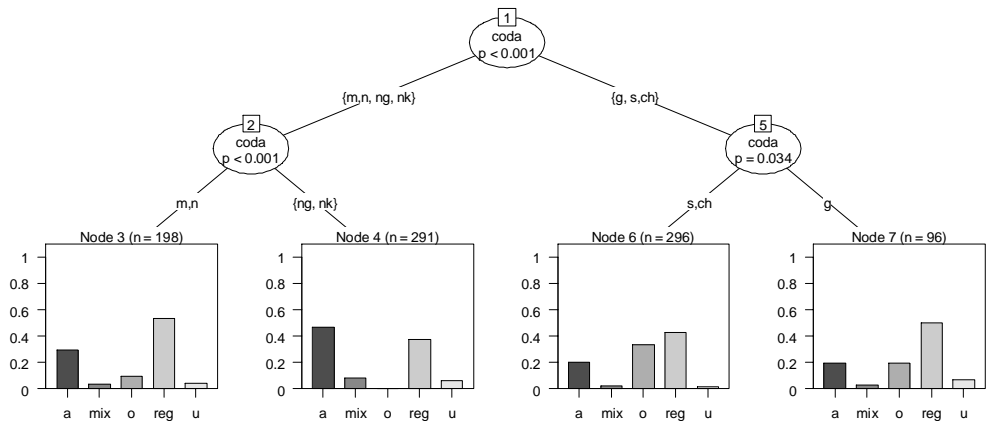 1
coda
p < 0.001
{m,n, ng, nk}
{g, s,ch}
2
coda
p < 0.001
5
coda
p = 0.034
m,n
{ng, nk}
s,ch
g
Node 3 (n = 198)
1
0.8
0.6
0.4
0.2
0
a mix o reg u
Node 4 (n = 291)
1
0.8
0.6
0.4
0.2
0
a mix o reg u
Node 6 (n = 296)
1
0.8
0.6
0.4
0.2
0
a mix o reg u
Node 7 (n = 96)
1
0.8
0.6
0.4
0.2
0
a mix o reg u